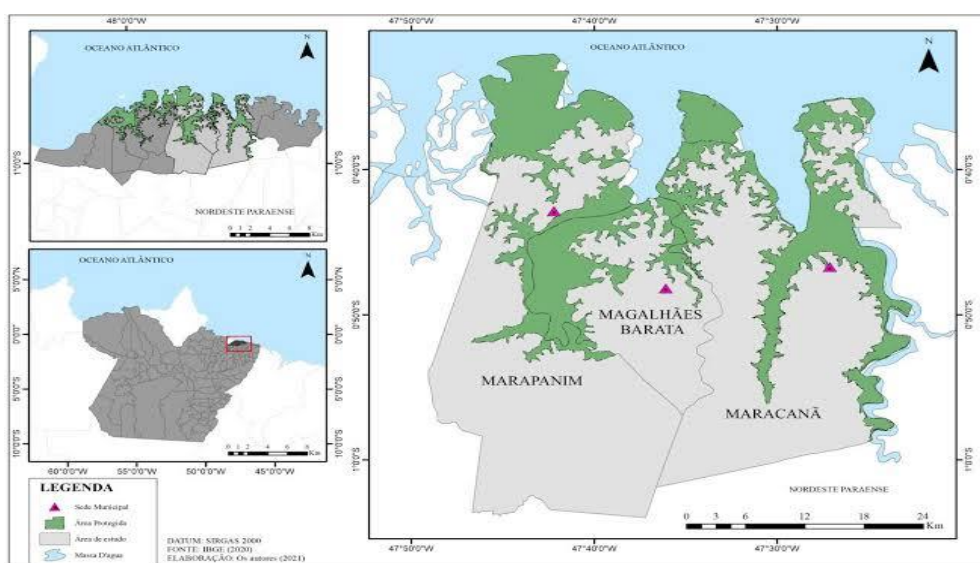 48°0'0"W
OCEANO ATLÂNTICO
N
1°0'0"S
NORDESTE PARAENSE
0 1 2 4 6 8
Km
OCEANO ATLÂNTICO
N
5°0'0"N
0°0'0"
5°0'0"S
10°0'0"S
0 1 2 4 6 8
Km
60°0'0"W 55°0'0"W 50°0'0"W 45°0'0"W
LEGENDA
Sede Municipal
Área Protegida
Área de estudo
Massa D'agua
DATUM: SIRGAS 2000
FONTE: IBGE (2020)
ELABORAÇÃO: Os autores (2021)
47°50'0"W 47°40'0"W 47°30'0"W
OCEANO ATLÂNTICO
N
0°40'0"S
0°50'0"S
1°0'0"S
MAGALHÃES
BARATA
MARAPANIM
MARACANÃ
NORDESTE PARAENSE
0 3 6 12 18 24
Km
47°50'0"W 47°40'0"W 47°30'0"W